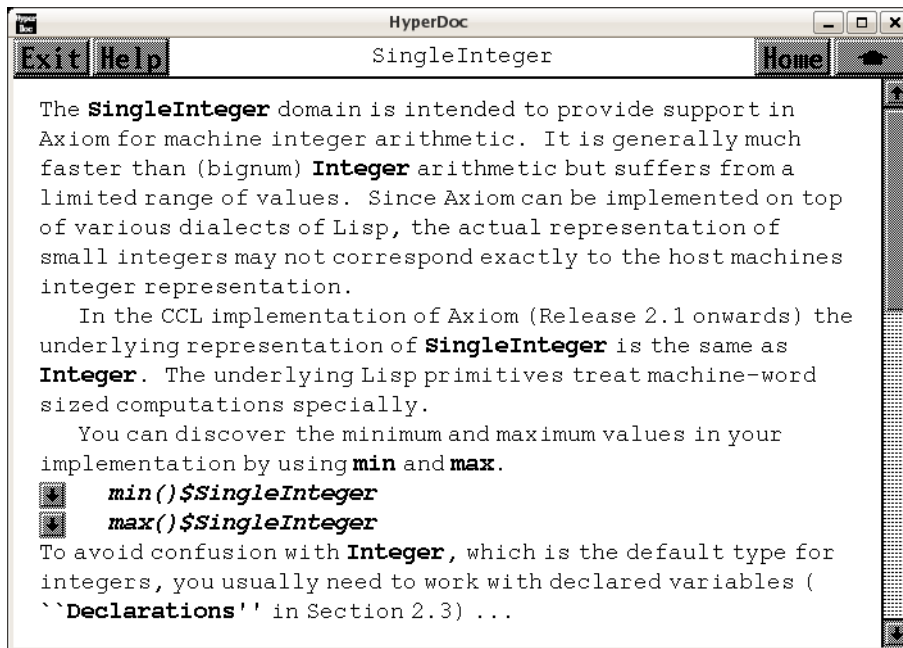 Hyper Doc
HyperDoc
Exit Help SingleInteger Home
The SingleInteger domain is intended to provide support in
Axiom for machine integer arithmetic. It is generally much
faster than (bignum) Integer arithmetic but suffers from a
limited range of values. Since Axiom can be implemented on top
of various dialects of Lisp, the actual representation of
small integers may not correspond exactly to the host machines
integer representation.
In the CCL implementation of Axiom (Release 2.1 onwards) the
underlying representation of SingleInteger is the same as
Integer. The underlying Lisp primitives treat machine-word
sized computations specially.
You can discover the minimum and maximum values in your
implementation by using min and max.
min()$SingleInteger
max()$SingleInteger
To avoid confusion with Integer, which is the default type for
integers, you usually need to work with declared variables (
``Declarations'' in Section 2.3) ...